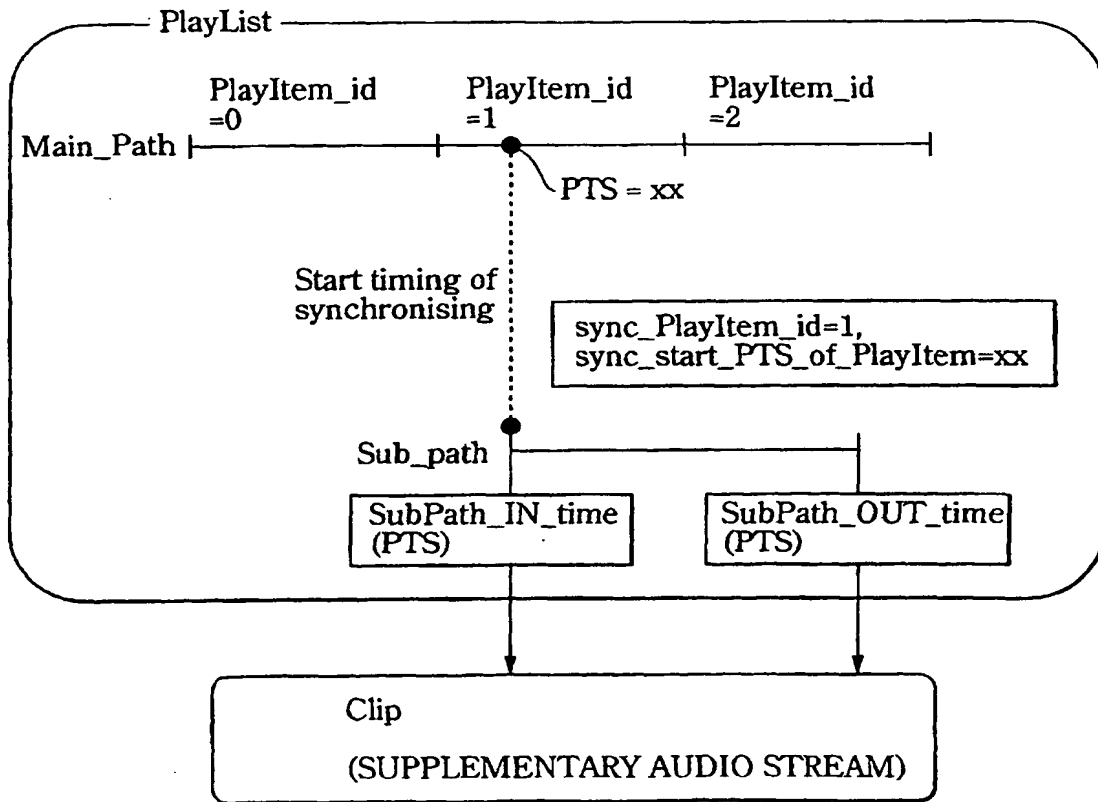 PlayList
PlayItem_id
=0
PlayItem_id
=1
PlayItem_id
=2
Main_Path
PTS = xx
Start timing of
synchronising
sync_PlayItem_id=1,
sync_start_PTS_of_PlayItem=xx
Sub_path
SubPath_IN_time
(PTS)
SubPath_OUT_time
(PTS)
Clip
(SUPPLEMENTARY AUDIO STREAM)